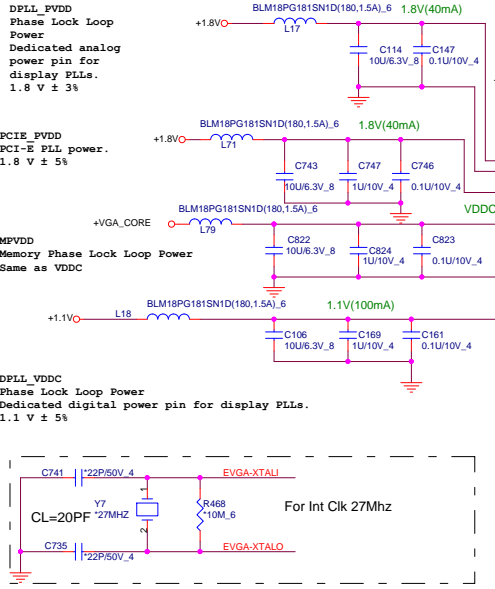 DPLL_PVDD
Phase Lock Loop
Power
Dedicated analog
power pin for
display PLLs.
1.8 V ± 3%
+1.8V
BLM18PG181SN1D(180,1.5A)_6
1.8V(40mA)
L17
C114
10U/6.3V_8
C147
0.1U/10V_4
PCIE_PVDD
PCI-E PLL power.
1.8 V ± 5%
+1.8V
BLM18PG181SN1D(180,1.5A)_6
1.8V(40mA)
L71
C743
10U/6.3V_8
C747
1U/10V_4
C746
0.1U/10V_4
VDDC
BLM18PG181SN1D(180,1.5A)_6
+VGA_CORE
L79
MPVDD
Memory Phase Lock Loop Power
Same as VDDC
C822
10U/6.3V_8
C824
1U/10V_4
C823
0.1U/10V_4
BLM18PG181SN1D(180,1.5A)_6
1.1V(100mA)
+1.1V
L18
C106
10U/6.3V_8
C169
1U/10V_4
C161
0.1U/10V_4
DPLL_VDDC
Phase Lock Loop Power
Dedicated digital power pin for display PLLs.
1.1 V ± 5%
C741
*22P/50V_4
EVGA-XTALI
CL=20PF
Y7
*27MHZ
1
2
R468
*10M_6
For Int Clk 27Mhz
C735
*22P/50V_4
EVGA-XTALO